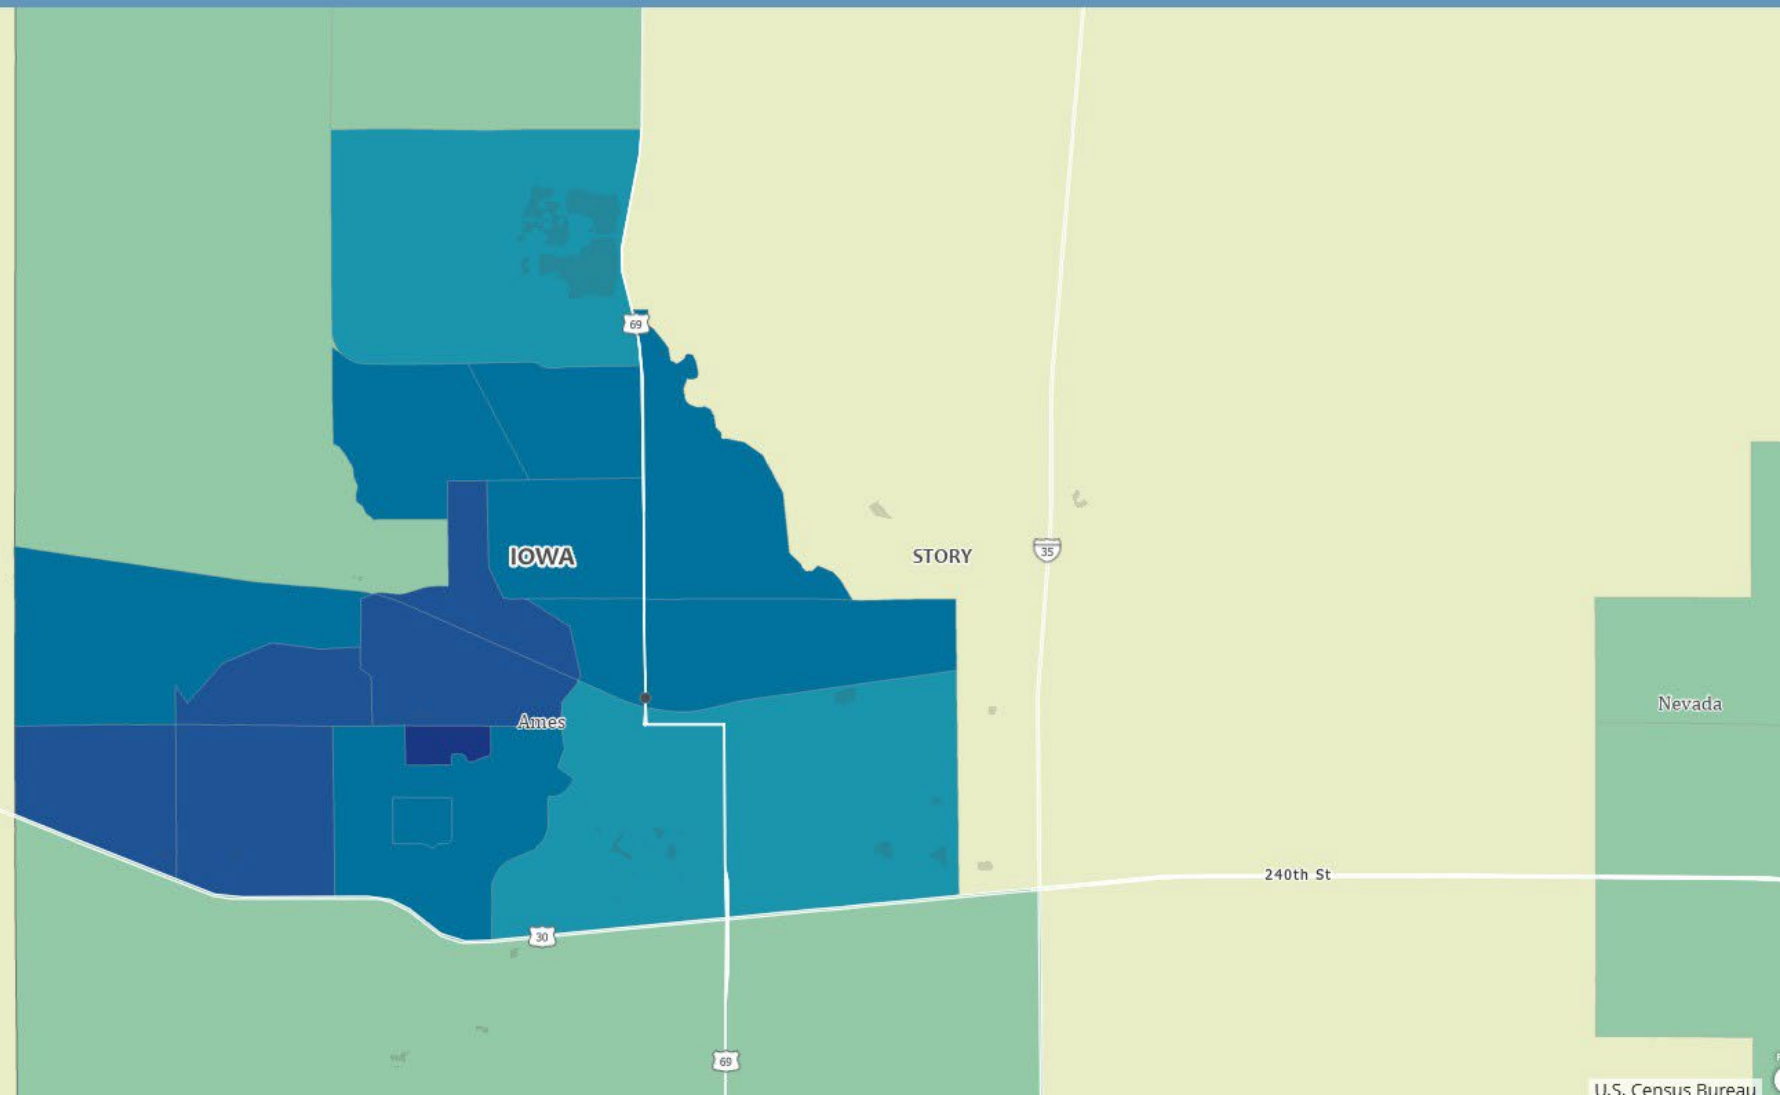 69
IOWA
STORY
35
Nevada
Ames
240th St
30
69
U.S. Census Bureau